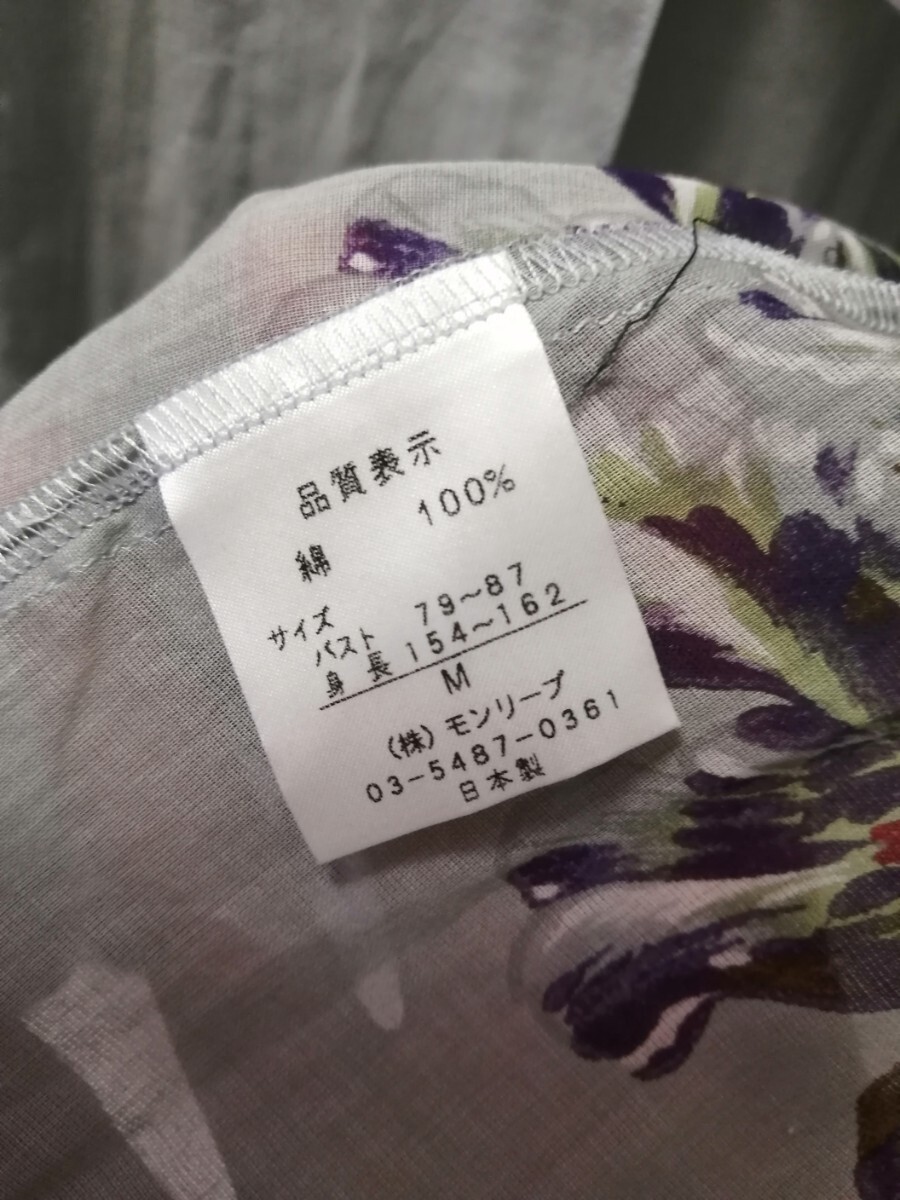 品質表示
綿 100%
サイズ
バスト 79～87
身長 154～162
M
(株)モンリーブ
03-5487-0361
日本製